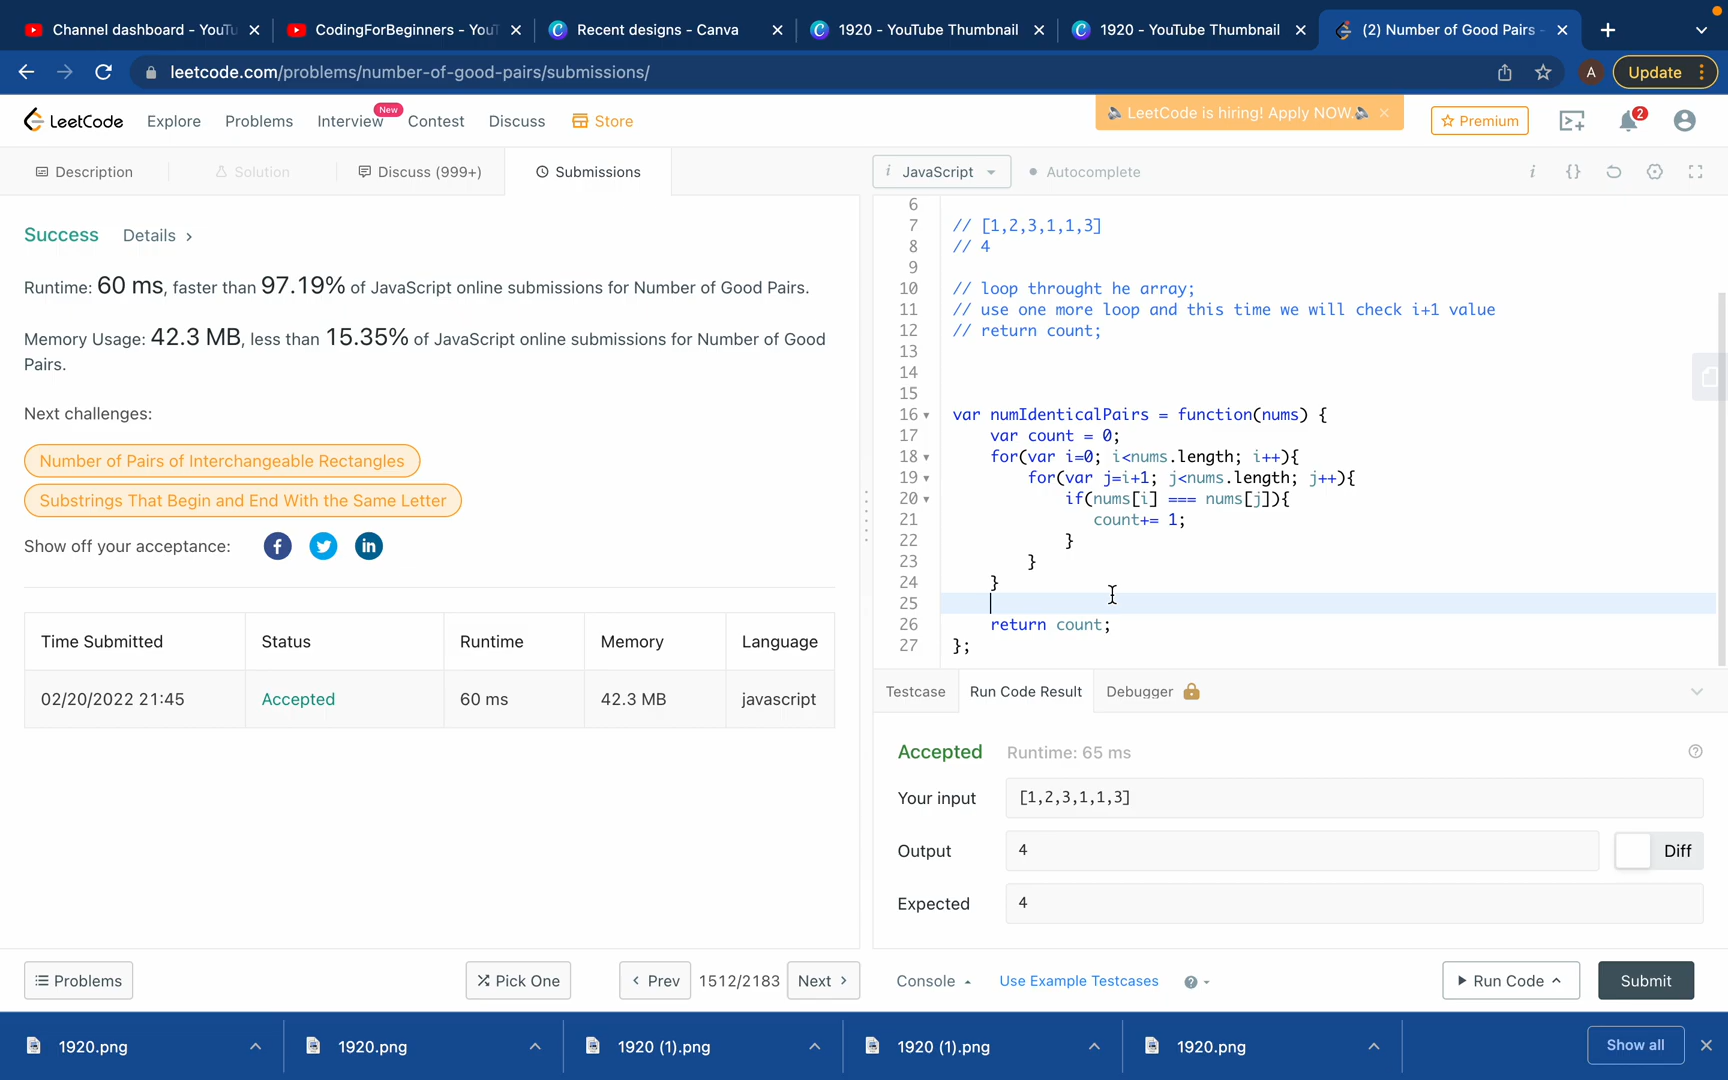 Channel dashboard - YouTu
CodingForBeginners - YouT
Recent designs - Canva
1920 - YouTube Thumbnail
1920 - YouTube Thumbnail
(2) Number of Good Pairs -
leetcode.com/problems/number-of-good-pairs/submissions/
A
Update
LeetCode
Explore
Problems
Interview
New
Contest
Discuss
Store
LeetCode is hiring! Apply NOW.
Premium
2
Description
Solution
Discuss (999+)
Submissions
i JavaScript
Autocomplete
Success
Details
Runtime: 60 ms, faster than 97.19% of JavaScript online submissions for Number of Good Pairs.
Memory Usage: 42.3 MB, less than 15.35% of JavaScript online submissions for Number of Good
Pairs.
Next challenges:
Number of Pairs of Interchangeable Rectangles
Substrings That Begin and End With the Same Letter
Show off your acceptance:
Time Submitted Status Runtime Memory Language
02/20/2022 21:45 Accepted 60 ms 42.3 MB javascript
6
7 // [1,2,3,1,1,3]
8 // 4
9
10 // loop throught he array;
11 // use one more loop and this time we will check i+1 value
12 // return count;
13
14
15
16 var numIdenticalPairs = function(nums) {
17 var count = 0;
18 for(var i=0; i<nums.length; i++){
19 for(var j=i+1; j<nums.length; j++){
20 if(nums[i] === nums[j]){
21 count+= 1;
22 }
23 }
24 }
25
26 return count;
27 };
Testcase
Run Code Result
Debugger
Accepted Runtime: 65 ms
Your input [1,2,3,1,1,3]
Output 4
Diff
Expected 4
Problems
Pick One
Prev
1512/2183
Next
Console
Use Example Testcases
Run Code
Submit
1920.png
1920.png
1920 (1).png
1920 (1).png
1920.png
Show all